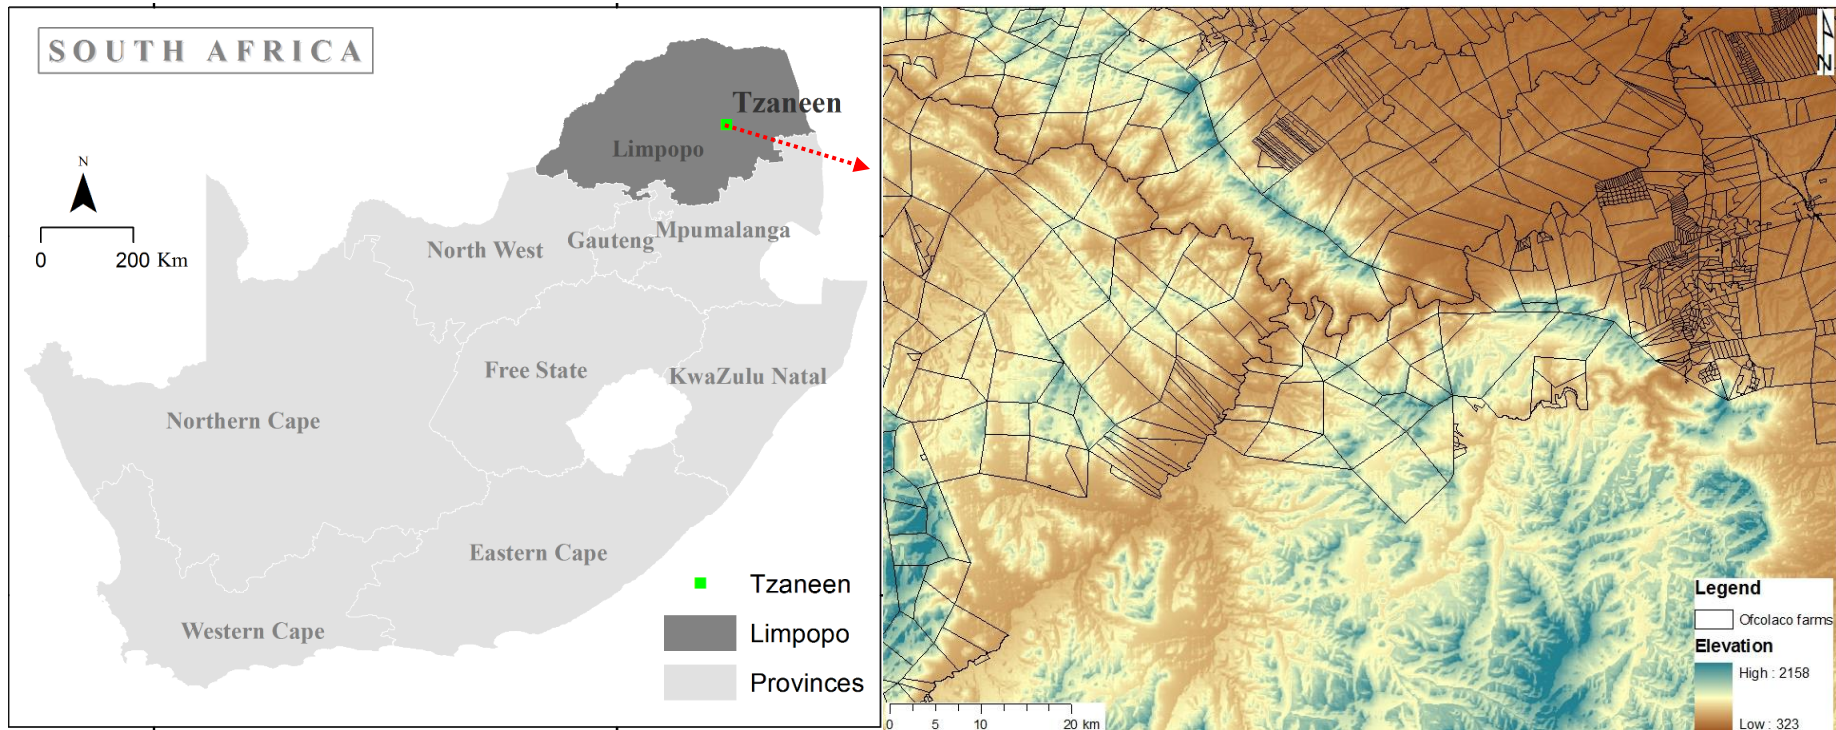 SOUTH AFRICA
Tzaneen
Limpopo
N
0 200 Km
North West
Gauteng
Mpumalanga
Free State
KwaZulu Natal
Northern Cape
Eastern Cape
Western Cape
Tzaneen
Limpopo
Provinces
N
Legend
Ofcolaco farms
Elevation
High : 2158
Low : 323
0 5 10 20 km